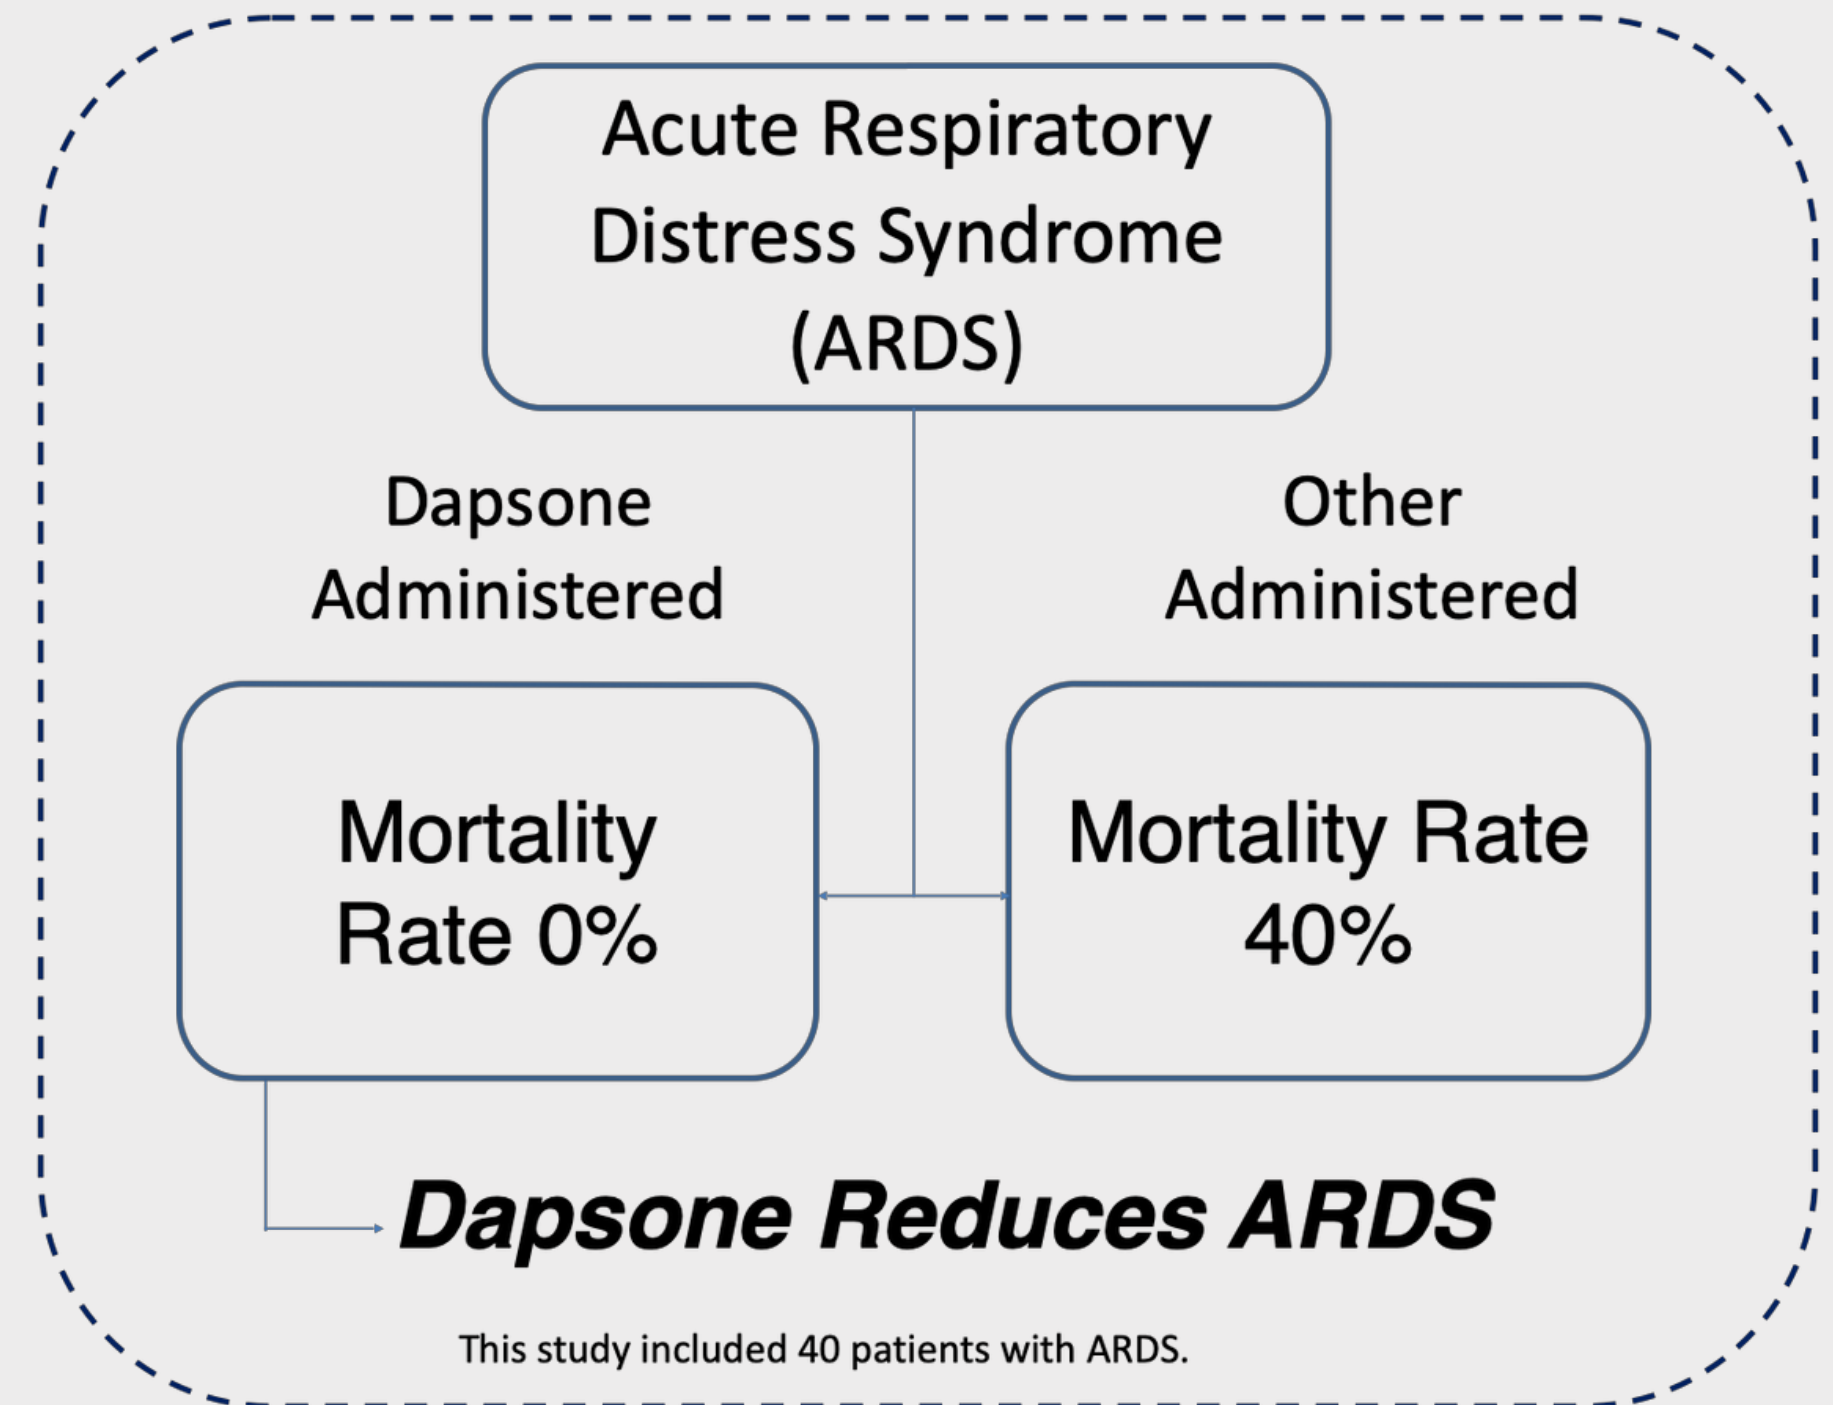 Acute Respiratory
Distress Syndrome
(ARDS)
Dapsone
Administered
Other
Administered
Mortality
Rate 0%
Mortality Rate
40%
Dapsone Reduces ARDS
This study included 40 patients with ARDS.